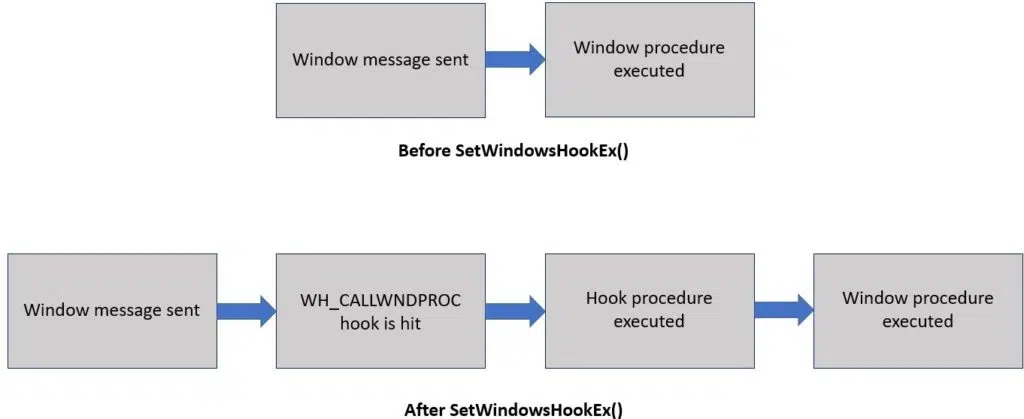 Window message sent
Window procedure
executed
Before SetWindowsHookEx()
Window message sent
WH_CALLWNDPROC
hook is hit
Hook procedure
executed
Window procedure
executed
After SetWindowsHookEx()